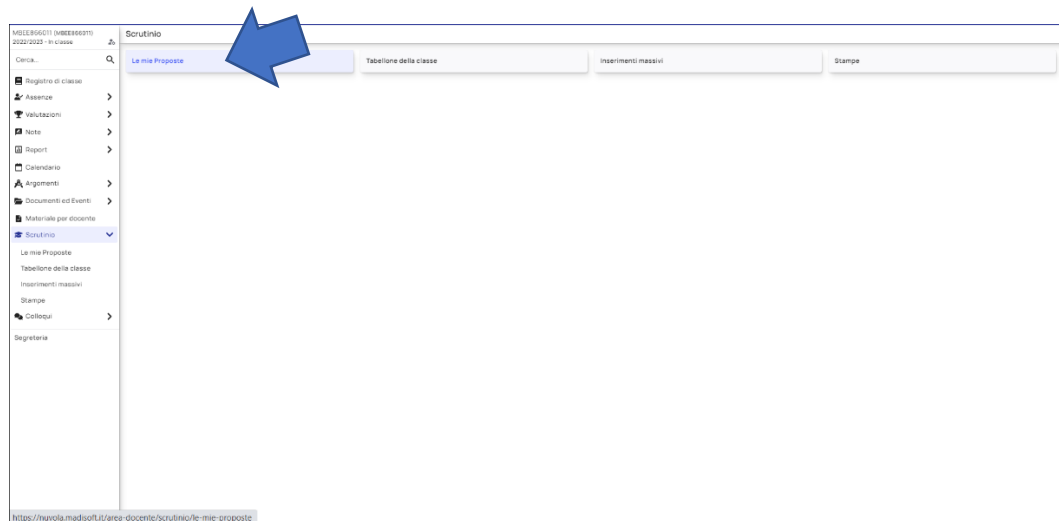 MBEE866011 (MBEE866011)
2022/2023 - In classe
Cerca...
Registro di classe
Assenze
Valutazioni
Note
Report
Calendario
Argomenti
Documenti ed Eventi
Materiale per docente
Scrutinio
Le mie Proposte
Tabellone della classe
Inserimenti massivi
Stampe
Colloqui
Segreteria
Scrutinio
Le mie Proposte
Tabellone della classe
Inserimenti massivi
Stampe
https://nuvola.madisoft.it/area-docente/scrutinio/le-mie-proposte